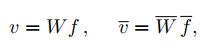 v = Wf , v̅ = W̅ f̅,